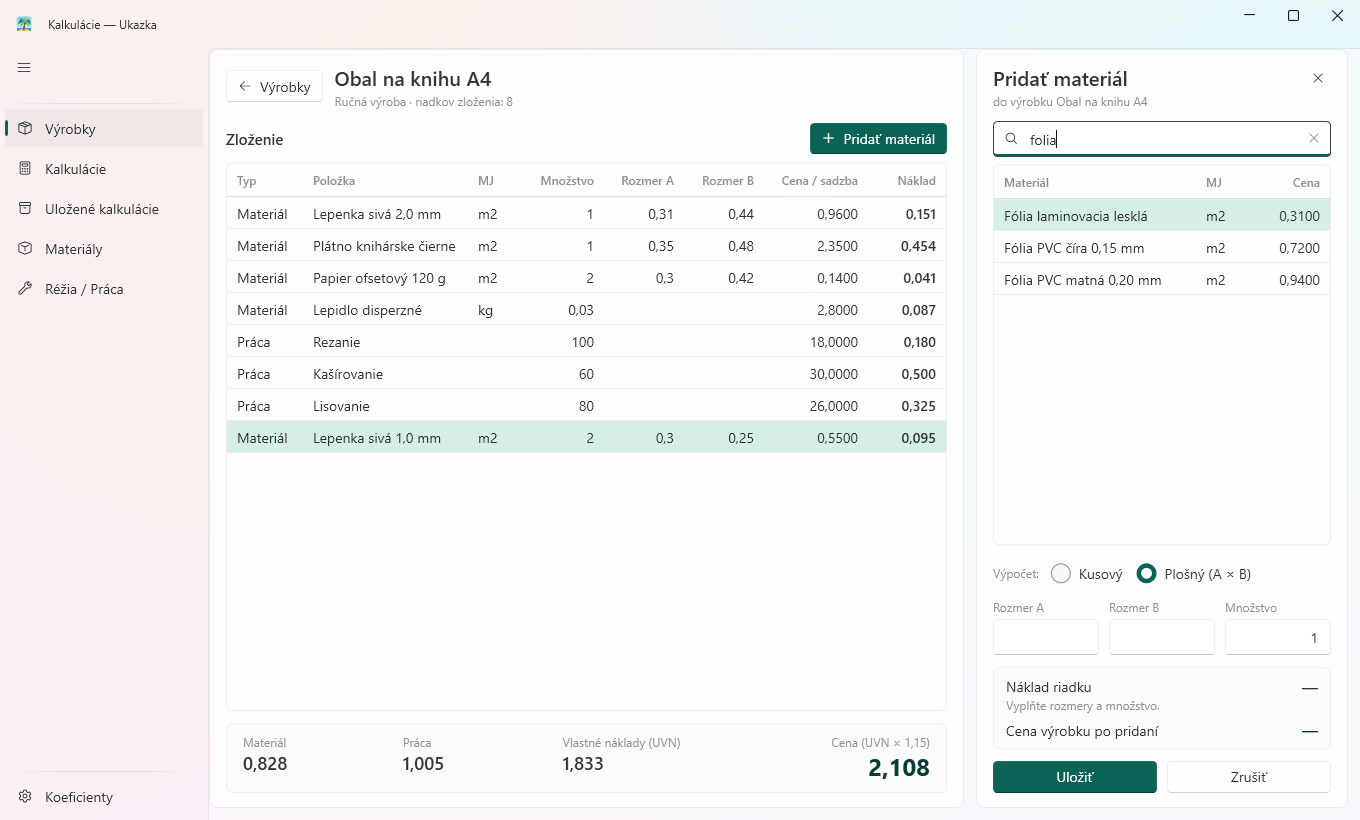 Kalkulácie — Ukazka
Výrobky
Kalkulácie
Uložené kalkulácie
Materiály
Réžia / Práca
Koeficienty
Výrobky
Obal na knihu A4
Ručná výroba · riadkov zloženia: 8
Zloženie
Pridať materiál
Typ Položka MJ Množstvo Rozmer A Rozmer B Cena / sadzba Náklad
Materiál Lepenka sivá 2,0 mm m2 1 0,31 0,44 0,9600 0,151
Materiál Plátno knihárske čierne m2 1 0,35 0,48 2,3500 0,454
Materiál Papier ofsetový 120 g m2 2 0,3 0,42 0,1400 0,041
Materiál Lepidlo disperzné kg 0,03 2,8000 0,087
Práca Rezanie 100 18,0000 0,180
Práca Kašírovanie 60 30,0000 0,500
Práca Lisovanie 80 26,0000 0,325
Materiál Lepenka sivá 1,0 mm m2 2 0,3 0,25 0,5500 0,095
Materiál Práca Vlastné náklady (UVN) Cena (UVN × 1,15)
0,828 1,005 1,833 2,108
Pridať materiál
do výrobku Obal na knihu A4
folia
Materiál MJ Cena
Fólia laminovacia lesklá m2 0,3100
Fólia PVC číra 0,15 mm m2 0,7200
Fólia PVC matná 0,20 mm m2 0,9400
Výpočet: Kusový Plošný (A × B)
Rozmer A Rozmer B Množstvo
1
Náklad riadku —
Vyplňte rozmery a množstvo.
Cena výrobku po pridaní —
Uložiť Zrušiť